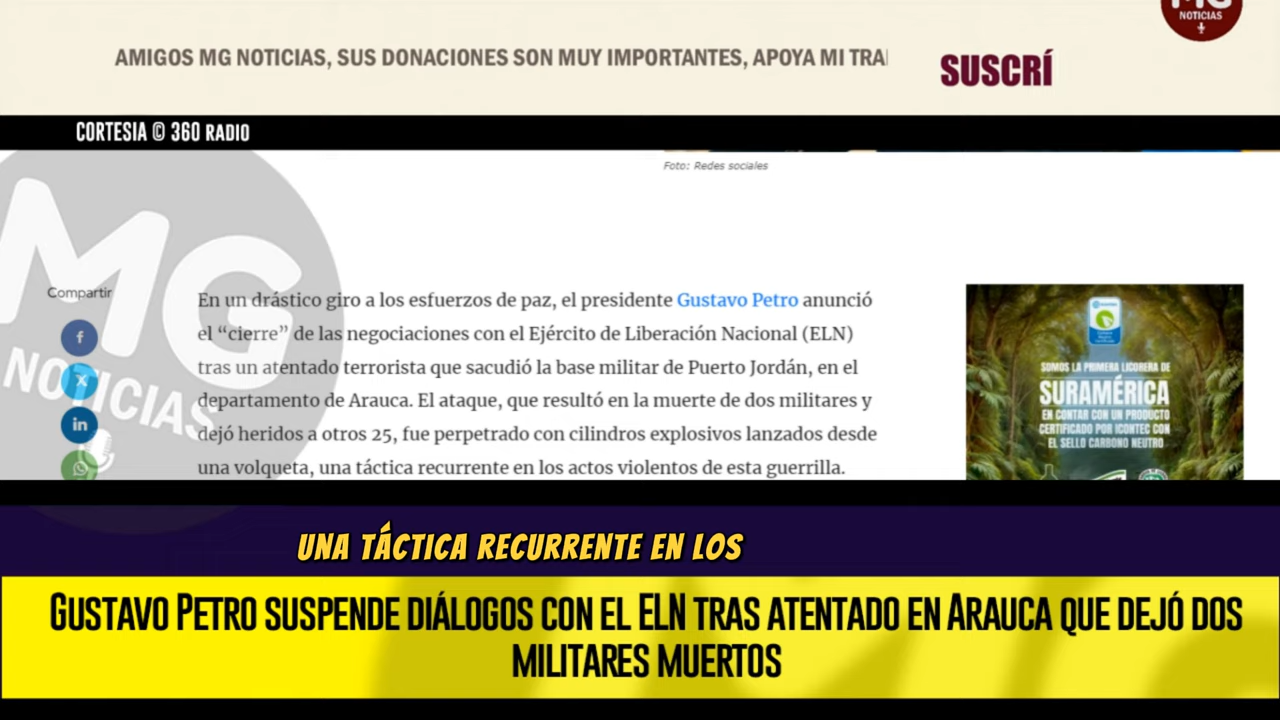 MG
NOTICIAS
AMIGOS MG NOTICIAS, SUS DONACIONES SON MUY IMPORTANTES, APOYA MI
SUSCRÍ
CORTESIA © 360 RADIO
Foto: Redes sociales
MG
NOTICIAS
Compartir
En un drástico giro a los esfuerzos de paz, el presidente Gustavo Petro anunció
el “cierre” de las negociaciones con el Ejército de Liberación Nacional (ELN)
tras un atentado terrorista que sacudió la base militar de Puerto Jordán, en el
departamento de Arauca. El ataque, que resultó en la muerte de dos militares y
dejó heridos a otros 25, fue perpetrado con cilindros explosivos lanzados desde
una volqueta, una táctica recurrente en los actos violentos de esta guerrilla.
SOMOS LA PRIMERA LICORERA DE
SURAMÉRICA
EN CONTAR CON UN PRODUCTO
CERTIFICADO POR ICONTEC CON
EL SELLO CARBONO NEUTRO
UNA TÁCTICA RECURRENTE EN LOS
GUSTAVO PETRO SUSPENDE DIÁLOGOS CON EL ELN TRAS ATENTADO EN ARAUCA QUE DEJÓ DOS
MILITARES MUERTOS